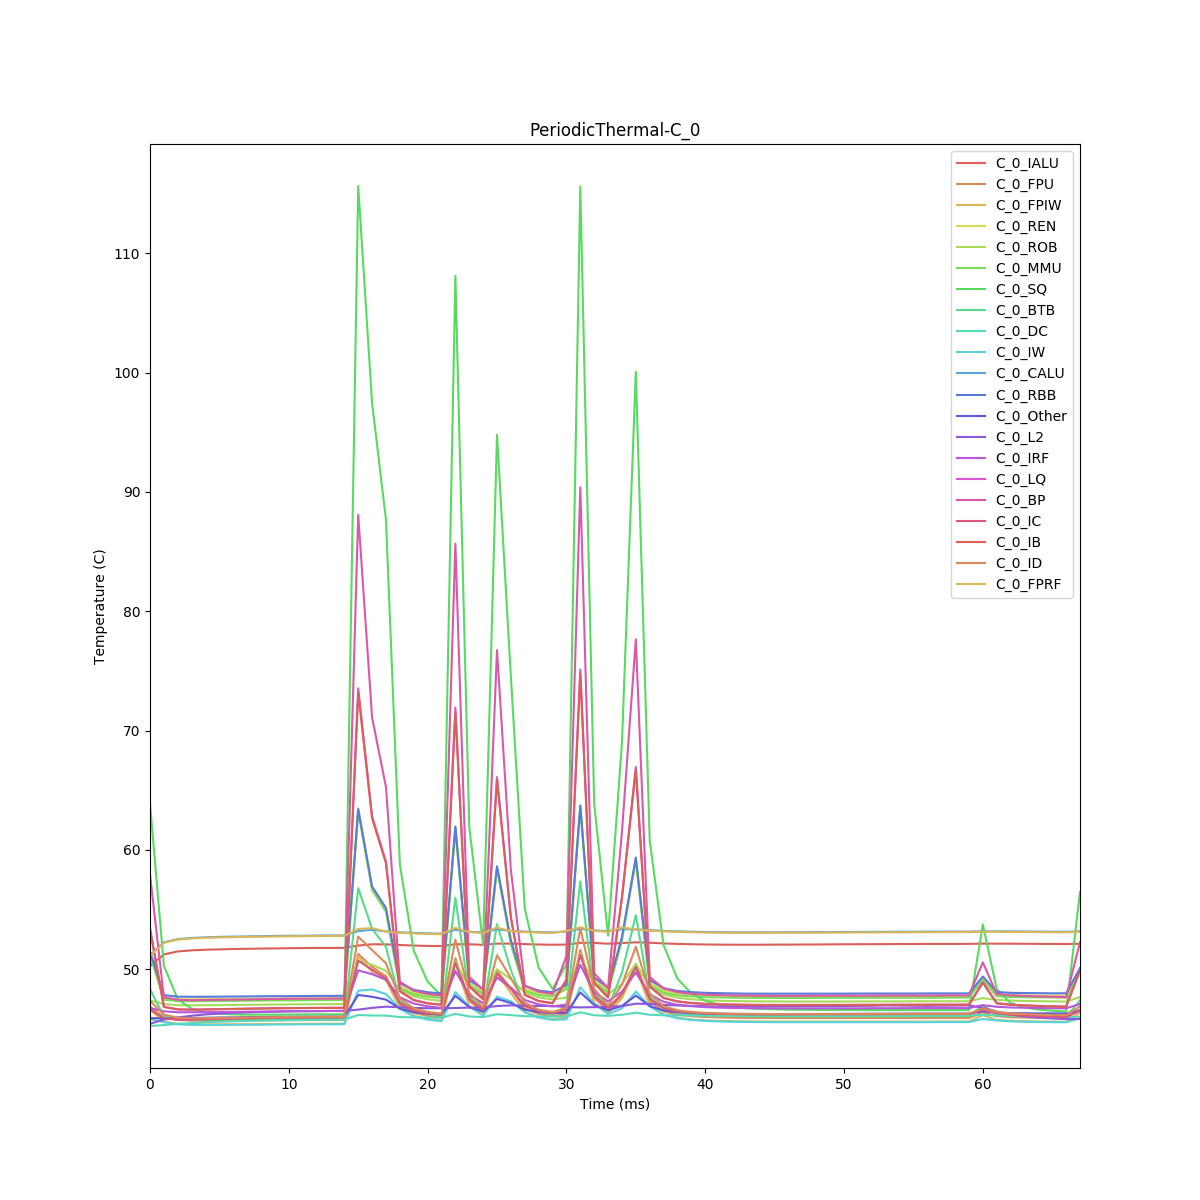 PeriodicThermal-C_0
C_0_IALU
C_0_FPU
C_0_FPIW
C_0_REN
C_0_ROB
C_0_MMU
C_0_SQ
C_0_BTB
C_0_DC
C_0_IW
C_0_CALU
C_0_RBB
C_0_Other
C_0_L2
C_0_IRF
C_0_LQ
C_0_BP
C_0_IC
C_0_IB
C_0_ID
C_0_FPRF
Temperature (C)
110
100
90
80
70
60
50
0 10 20 30 40 50 60
Time (ms)